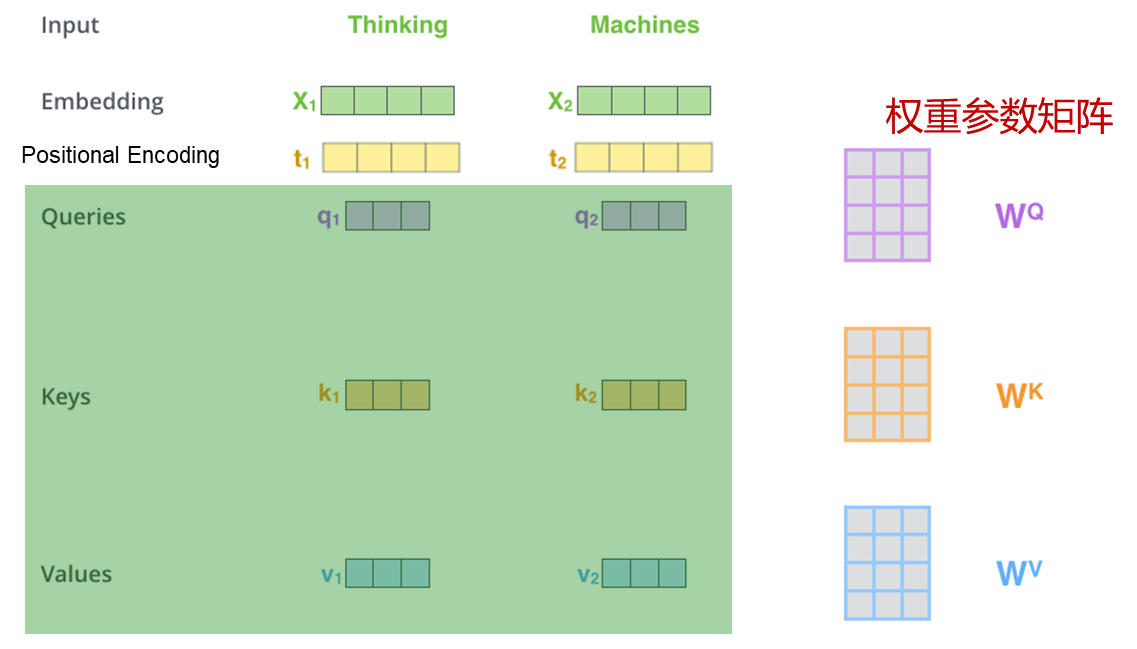 Input Thinking Machines
Embedding X₁ X₂
权重参数矩阵
Positional Encoding t₁ t₂
Queries q₁ q₂ Wᴼ
Keys k₁ k₂ Wᴷ
Values v₁ v₂ Wⱽ